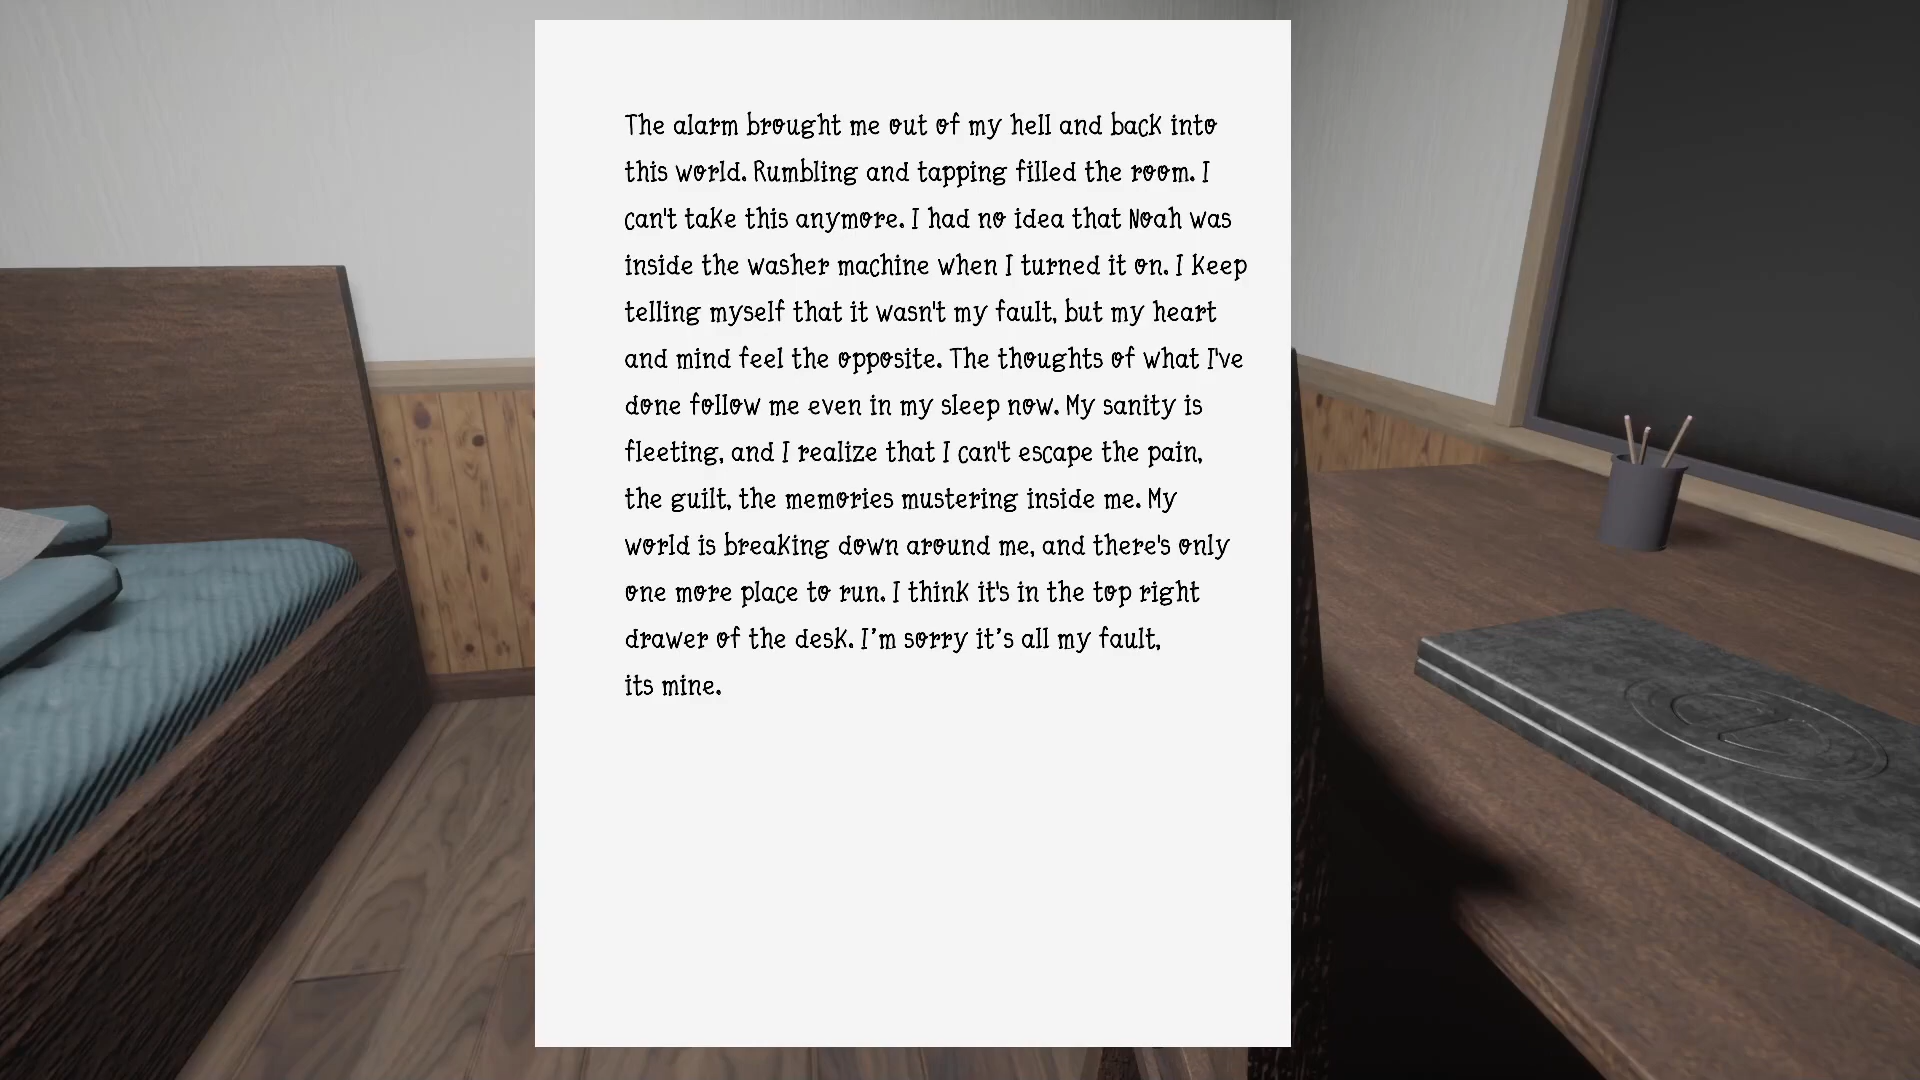 The alarm brought me out of my hell and back into
this world. Rumbling and tapping filled the room. I
can't take this anymore. I had no idea that Noah was
inside the washer machine when I turned it on. I keep
telling myself that it wasn't my fault, but my heart
and mind feel the opposite. The thoughts of what I've
done follow me even in my sleep now. My sanity is
fleeting, and I realize that I can't escape the pain,
the guilt, the memories mustering inside me. My
world is breaking down around me, and there's only
one more place to run. I think it's in the top right
drawer of the desk. I’m sorry it’s all my fault,
its mine.